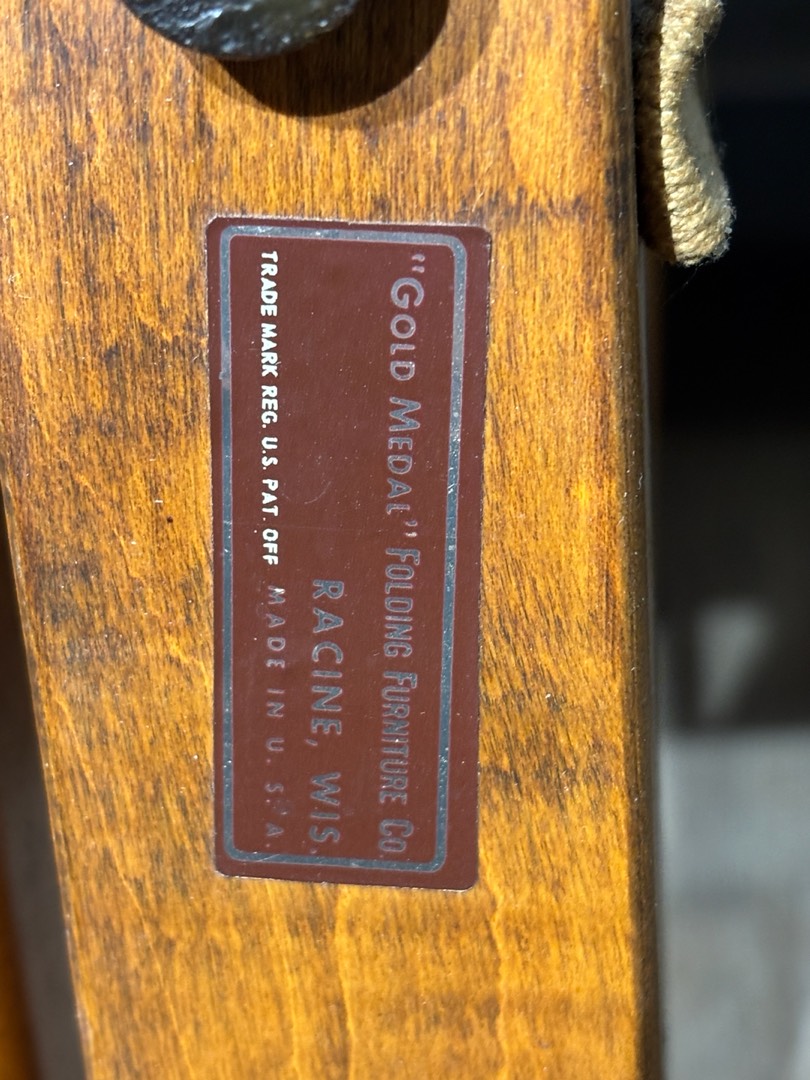 "GOLD MEDAL" FOLDING FURNITURE CO.
RACINE, WIS.
TRADE MARK REG. U.S. PAT. OFF MADE IN U. S. A.